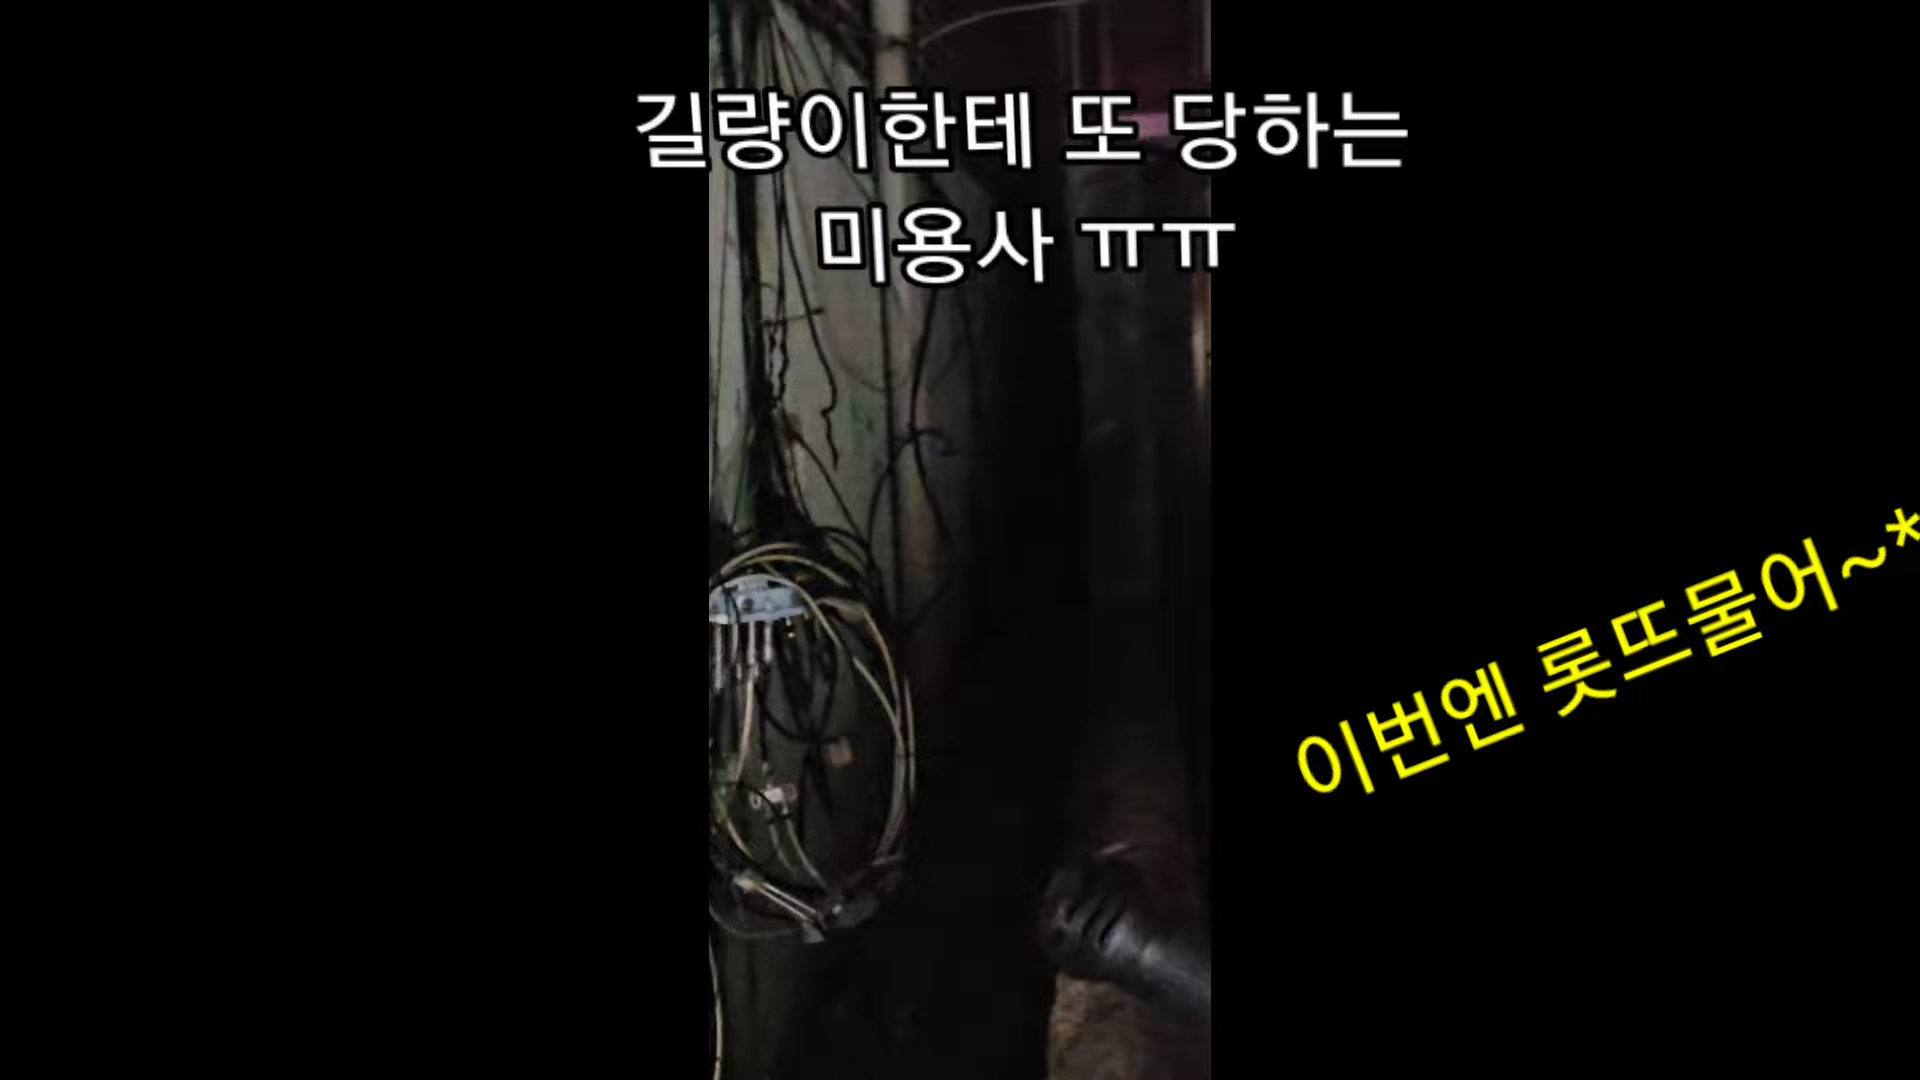 길량이한테 또 당하는
미용사 ㅠㅠ
이번엔 롯뜨물어~*